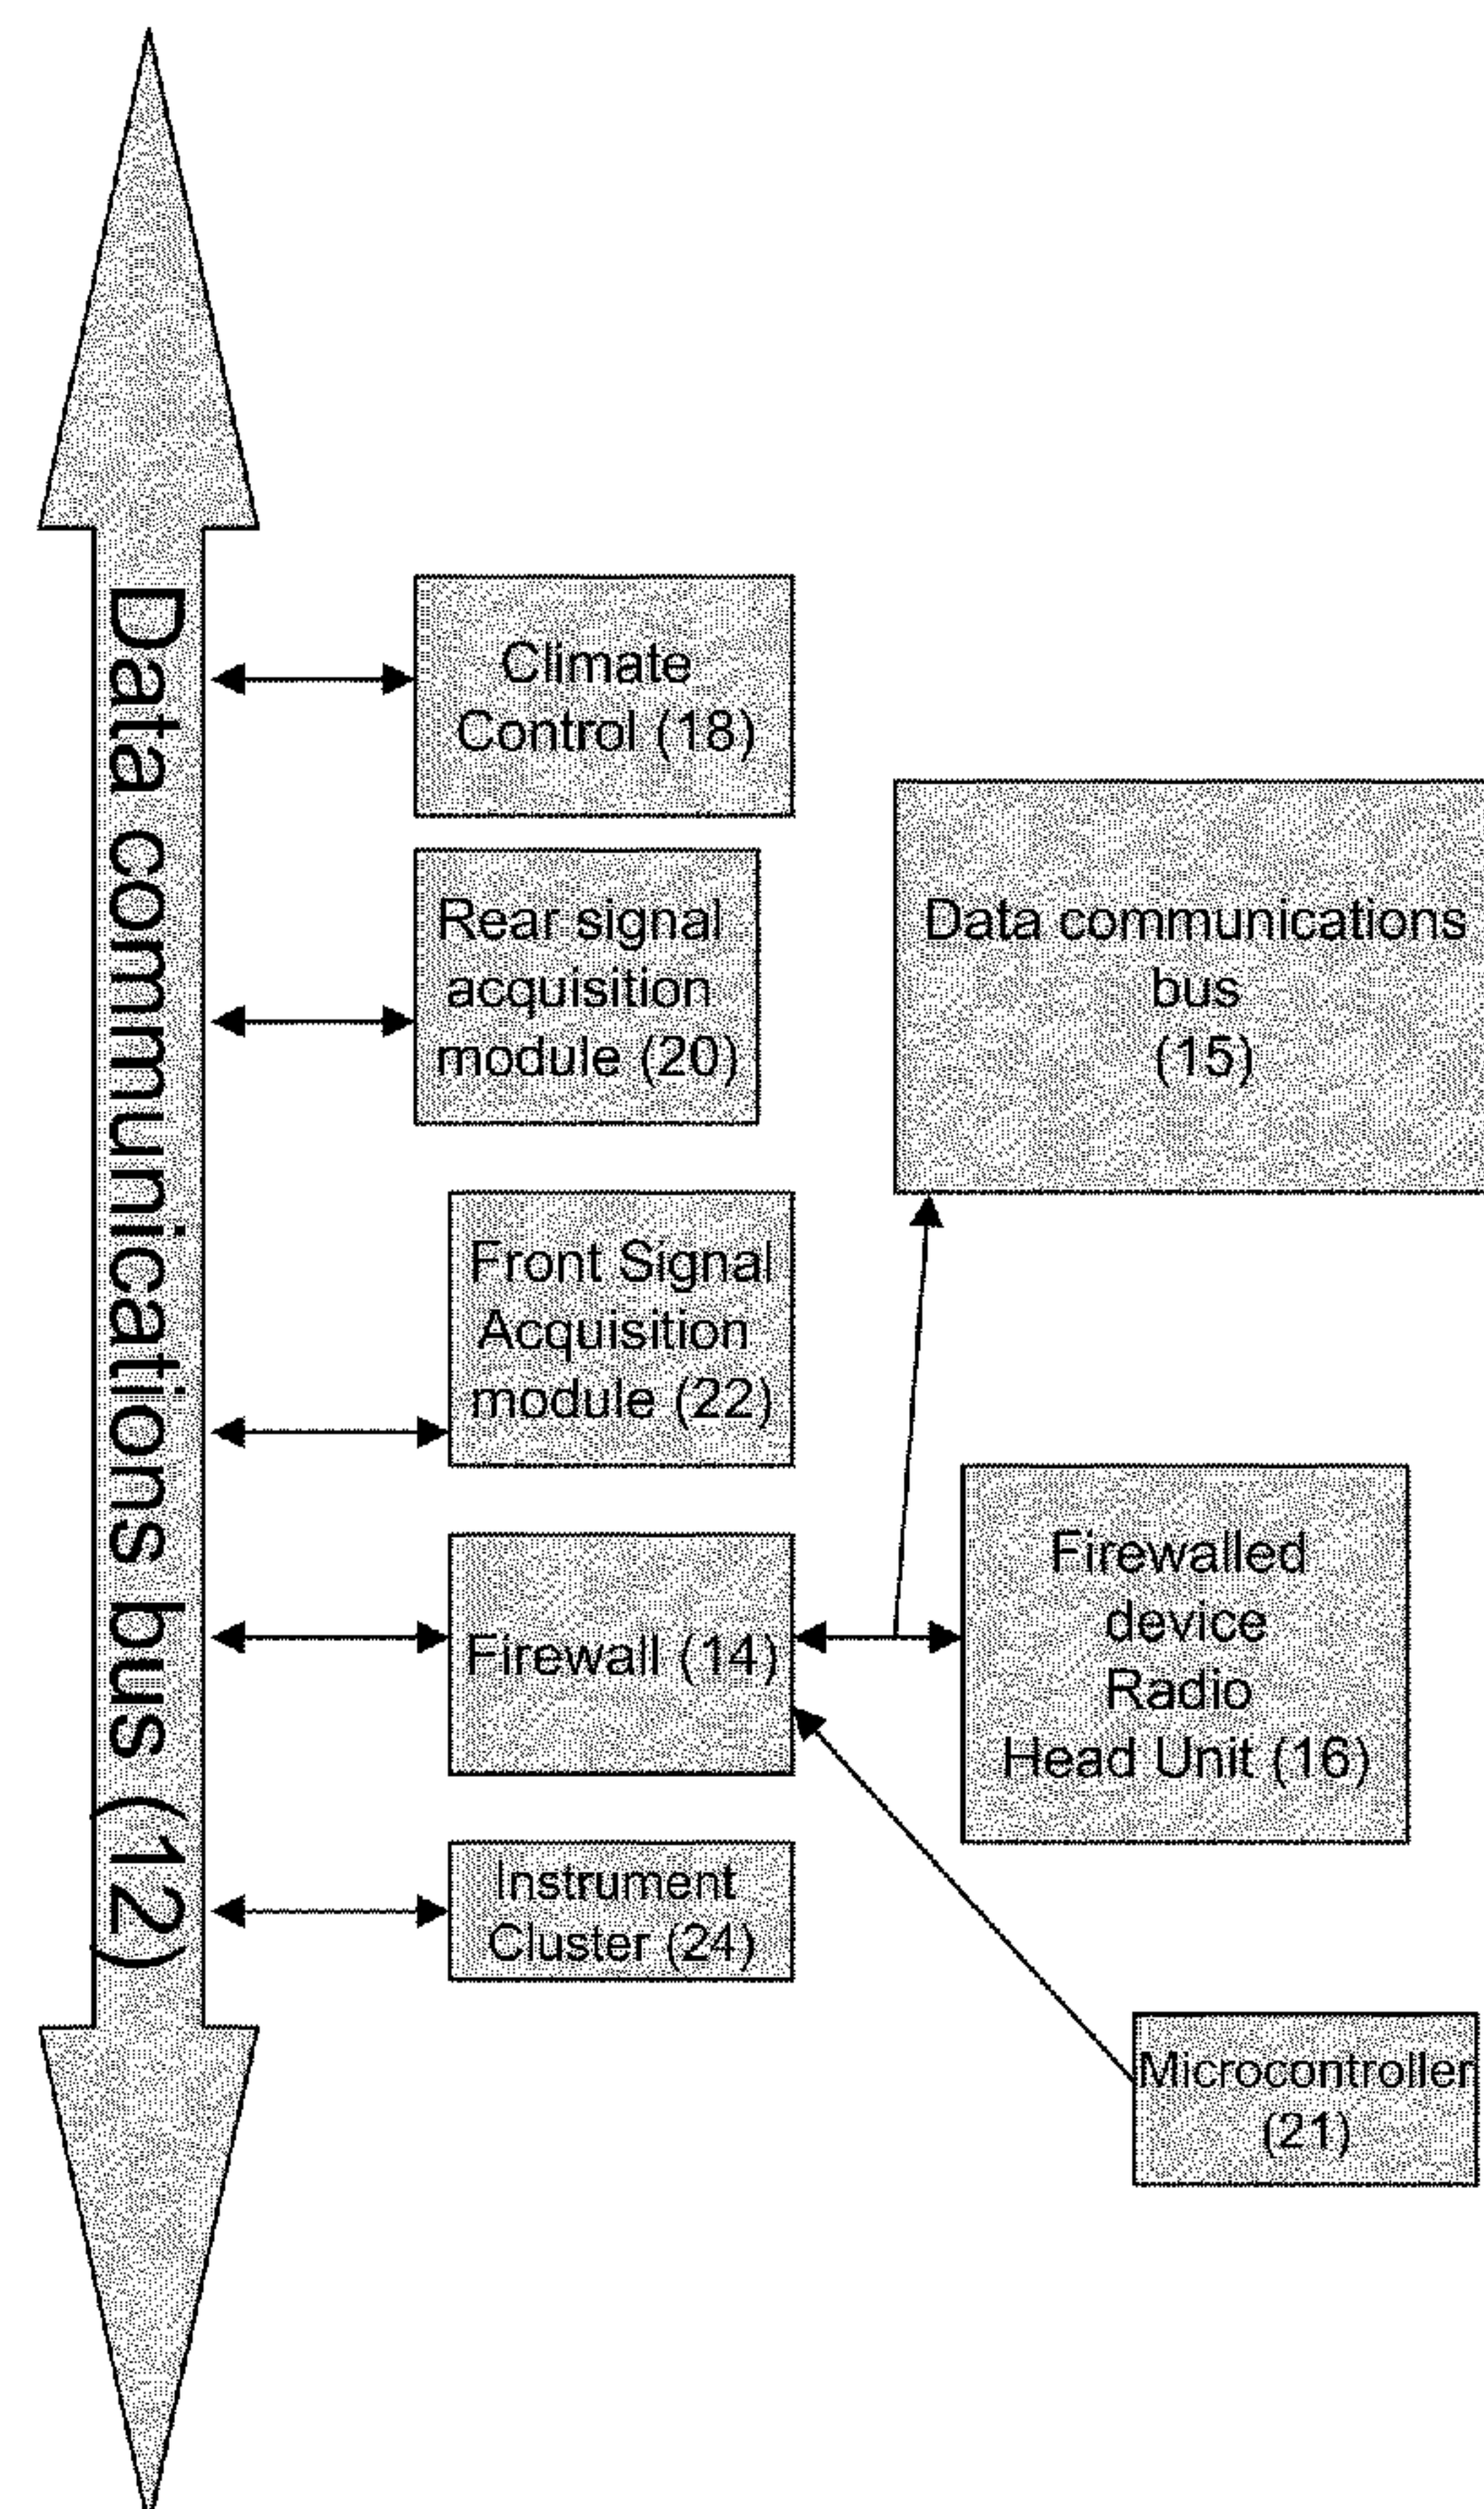 Data communications bus (12)
Climate
Control (18)
Rear signal
acquisition
module (20)
Data communications
bus
(15)
Front Signal
Acquisition
module (22)
Firewall (14)
Firewalled
device
Radio
Head Unit (16)
Instrument
Cluster (24)
Microcontroller
(21)